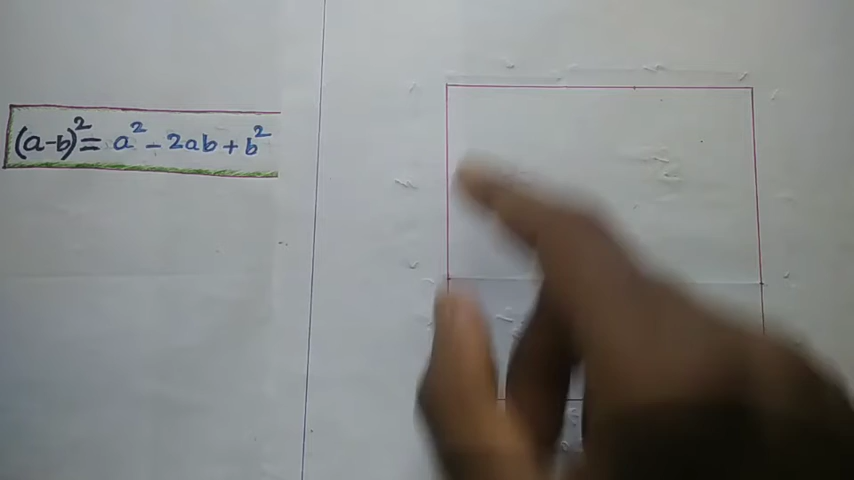 (a-b)²= a² - 2ab + b²